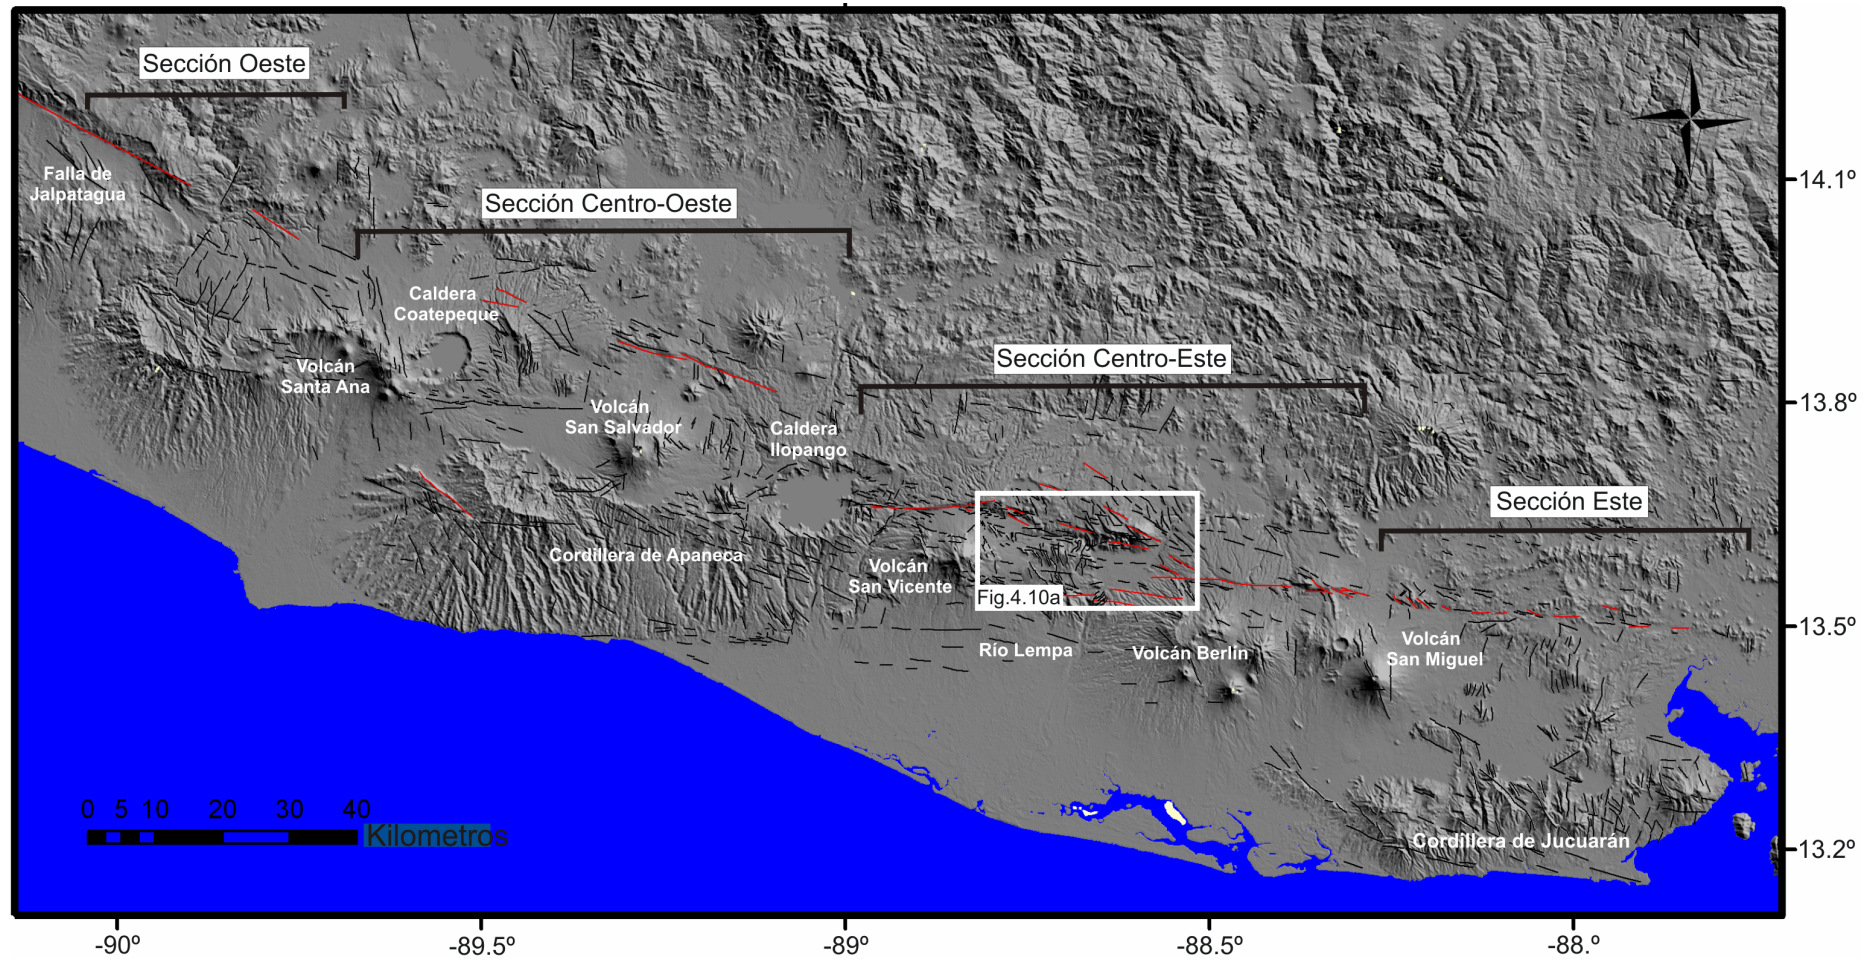 N
Sección Oeste
Falla de
Jalpatagua
14.1º
Sección Centro-Oeste
Caldera
Coatepeque
Sección Centro-Este
Volcán
Santa Ana
13.8º
Volcán
San Salvador
Caldera
Ilopango
Sección Este
Cordillera de Apaneca
Volcán
San Vicente
Fig.4.10a
13.5º
Río Lempa
Volcán Berlin
Volcán
San Miguel
0 5 10 20 30 40
Kilometros
Cordillera de Jucuarán
13.2º
-90º -89.5º -89º -88.5º -88.º